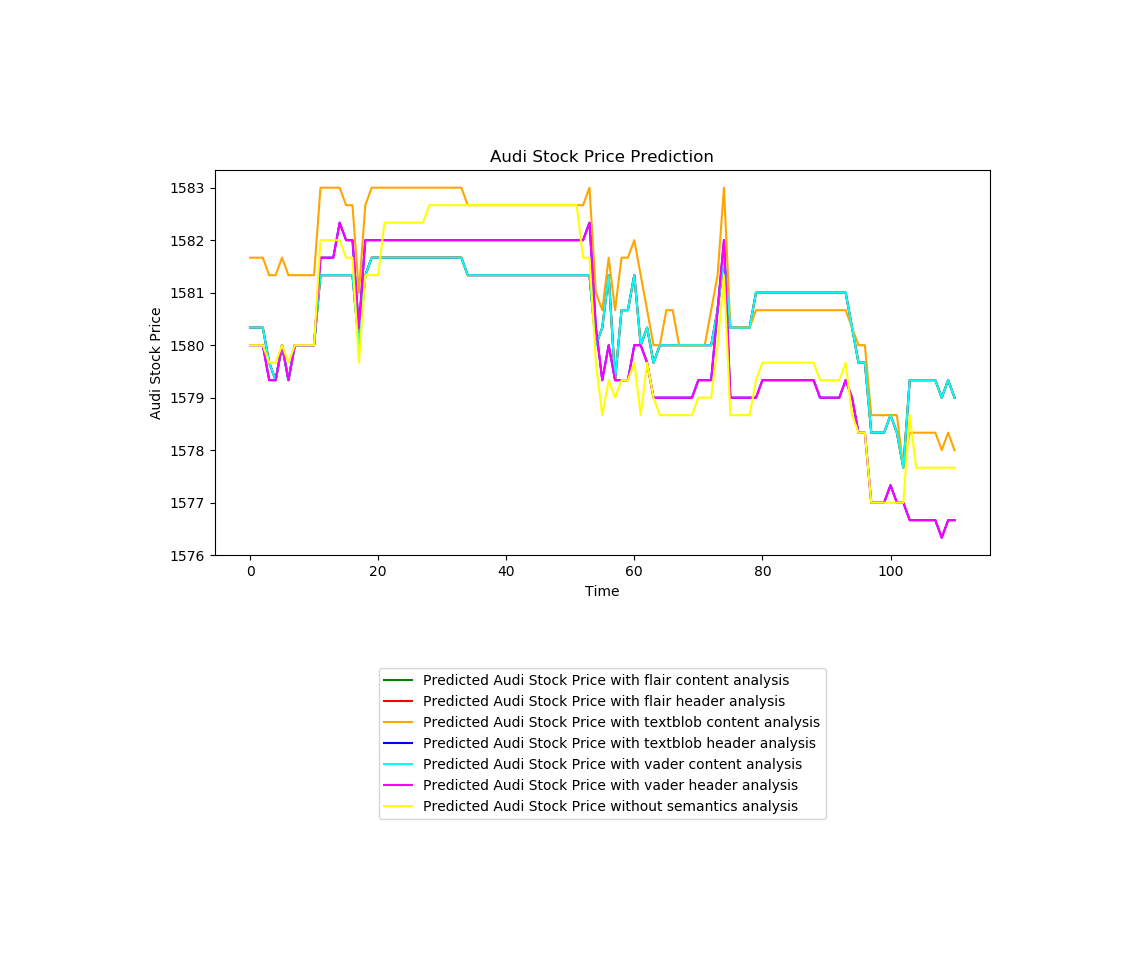 Audi Stock Price Prediction
1583
1582
1581
1580
1579
1578
1577
1576
Audi Stock Price
0 20 40 60 80 100
Time
Predicted Audi Stock Price with flair content analysis
Predicted Audi Stock Price with flair header analysis
Predicted Audi Stock Price with textblob content analysis
Predicted Audi Stock Price with textblob header analysis
Predicted Audi Stock Price with vader content analysis
Predicted Audi Stock Price with vader header analysis
Predicted Audi Stock Price without semantics analysis